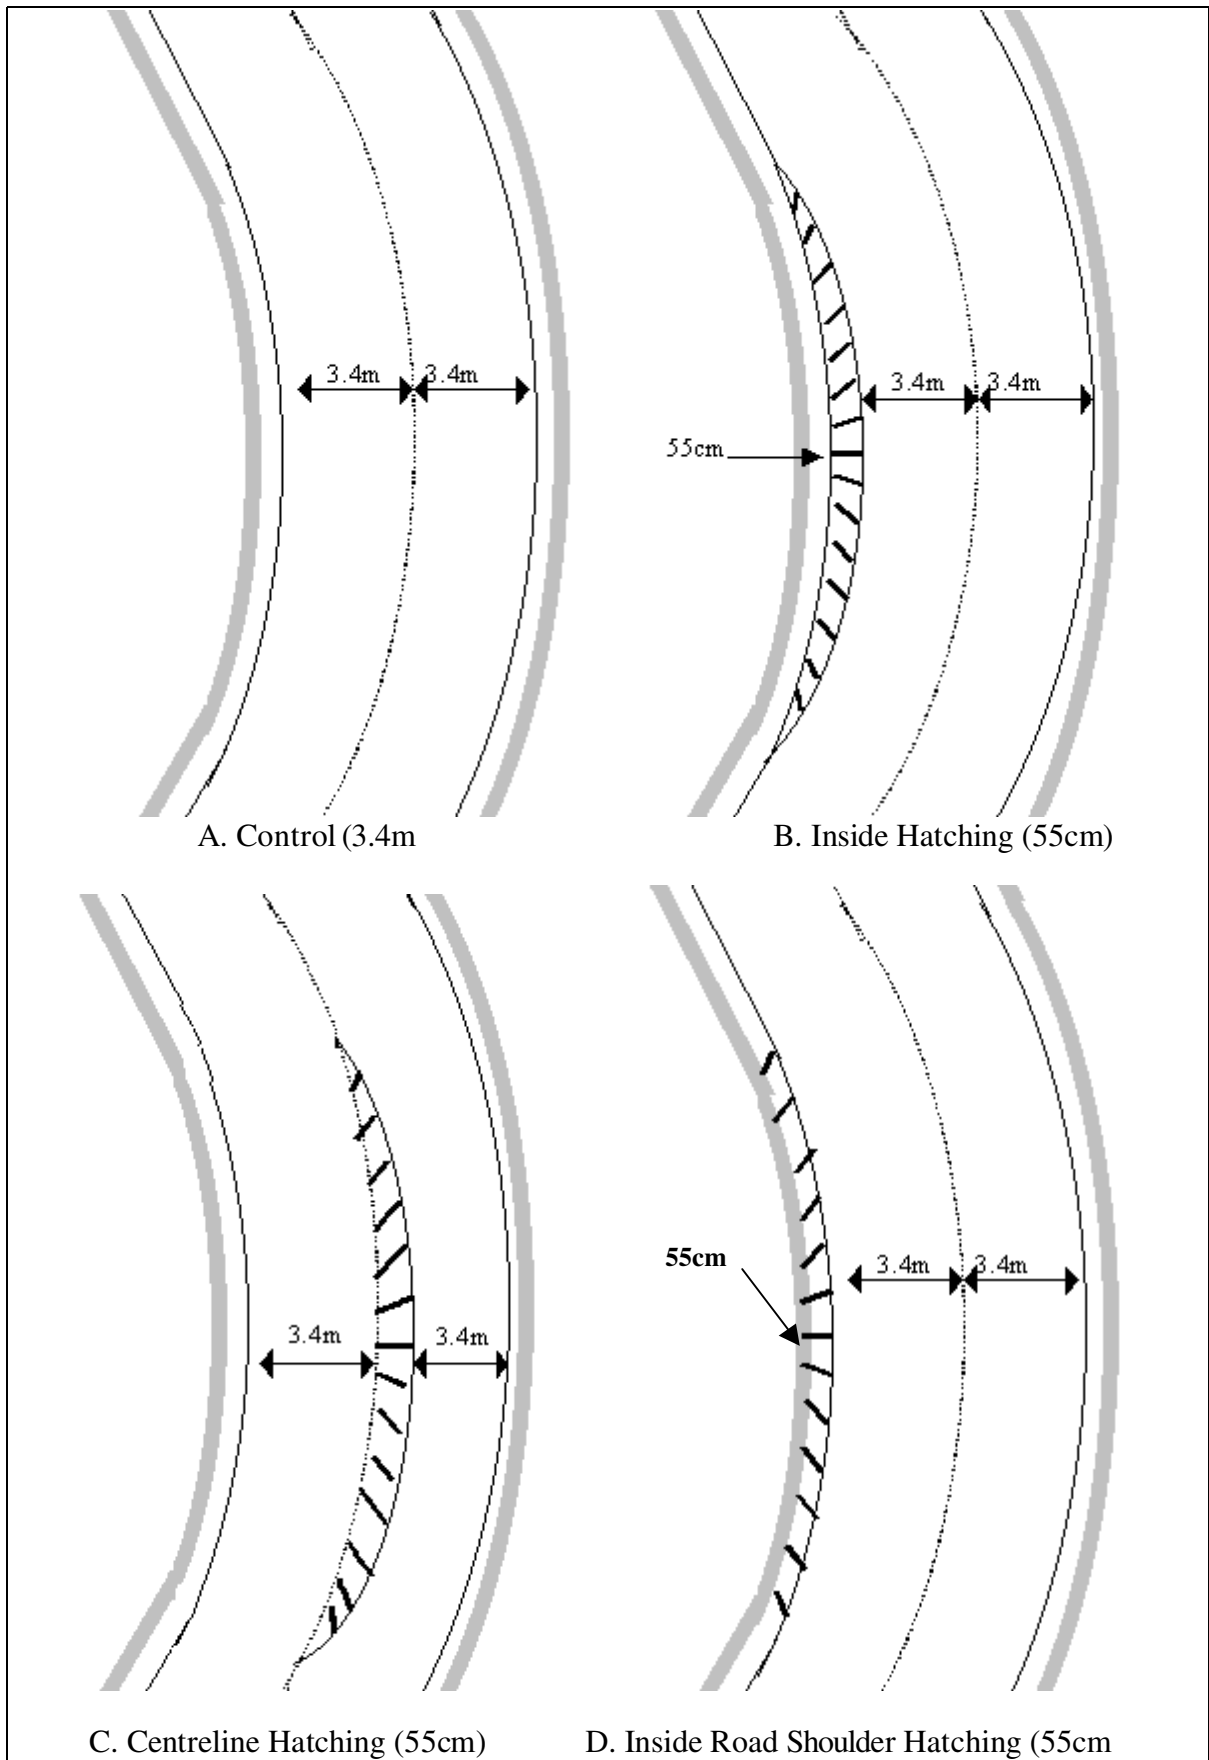 3.4m 3.4m
A. Control (3.4m
3.4m 3.4m
55cm
B. Inside Hatching (55cm)
3.4m 3.4m
C. Centreline Hatching (55cm)
55cm
3.4m 3.4m
D. Inside Road Shoulder Hatching (55cm